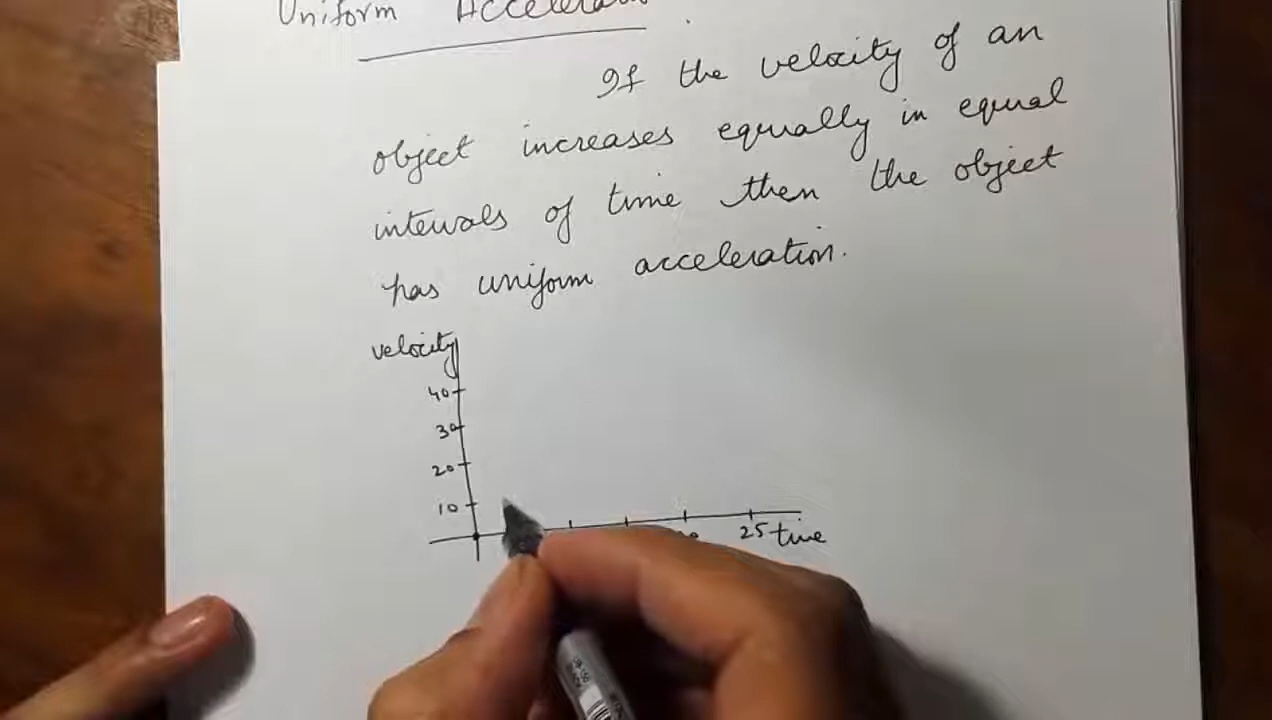 Uniform
If the velocity of an
object increases equally in equal
intervals of time then the object
has uniform acceleration.
velocity
40
30
20
10
25 time